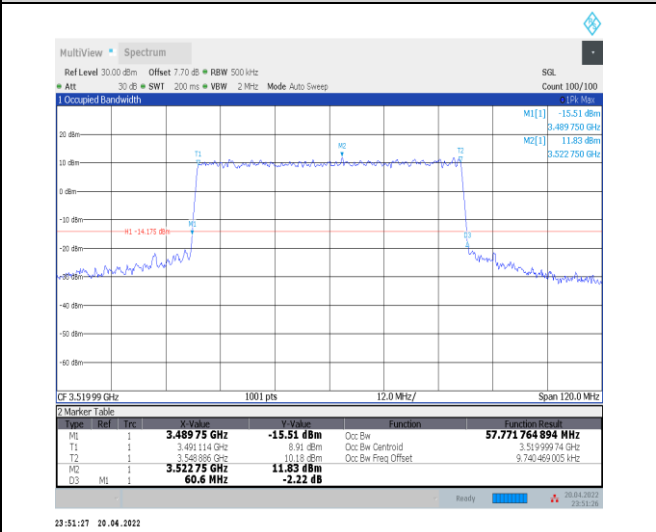 MultiView Spectrum
Ref Level 30.00 dBm Offset 7.70 dB RBW 500 kHz SGL
Att 30 dB SWT 200 ms VBW 2 MHz Mode Auto Sweep Count 100/100
1 Occupied Bandwidth 1Pk Max
M1[1] -15.51 dBm
3.489 750 GHz
M2[1] 11.83 dBm
3.522 750 GHz
20 dBm
M2
T1
T2
10 dBm
0 dBm
-10 dBm
M1
H1 -14.175 dBm
D3
-20 dBm
-30 dBm
-40 dBm
-50 dBm
-60 dBm
CF 3.51999 GHz 1001 pts 12.0 MHz/ Span 120.0 MHz
2 Marker Table
Type Ref Trc X-Value Y-Value Function Function Result
M1 1 3.489 75 GHz -15.51 dBm Occ Bw 57.771 764 894 MHz
T1 1 3.491 114 GHz 8.91 dBm Occ Bw Centroid 3.519 999 74 GHz
T2 1 3.548 886 GHz 10.18 dBm Occ Bw Freq Offset 9.740 469 005 kHz
M2 1 3.522 75 GHz 11.83 dBm
D3 M1 1 60.6 MHz -2.22 dB
Ready 20.04.2022
23:51:26
23:51:27 20.04.2022